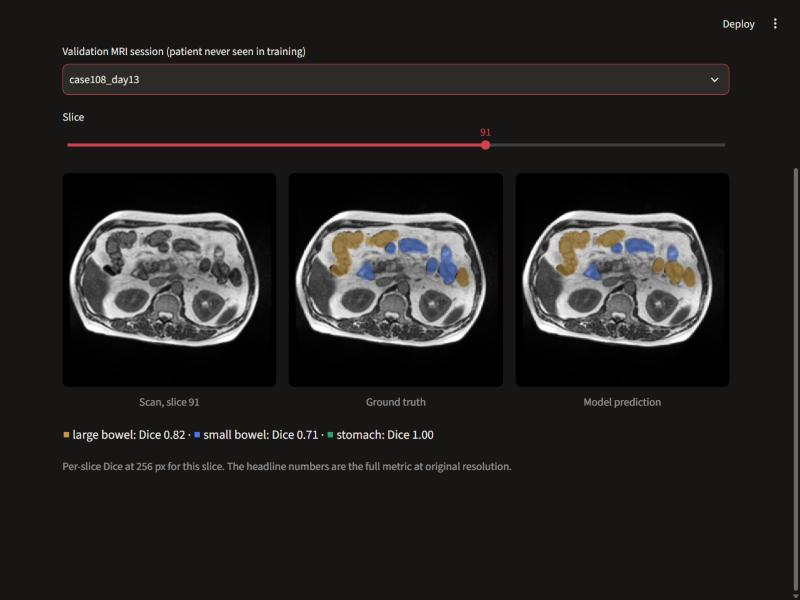 Deploy
Validation MRI session (patient never seen in training)
case108_day13
Slice
91
Scan, slice 91
Ground truth
Model prediction
large bowel: Dice 0.82 · small bowel: Dice 0.71 · stomach: Dice 1.00
Per-slice Dice at 256 px for this slice. The headline numbers are the full metric at original resolution.